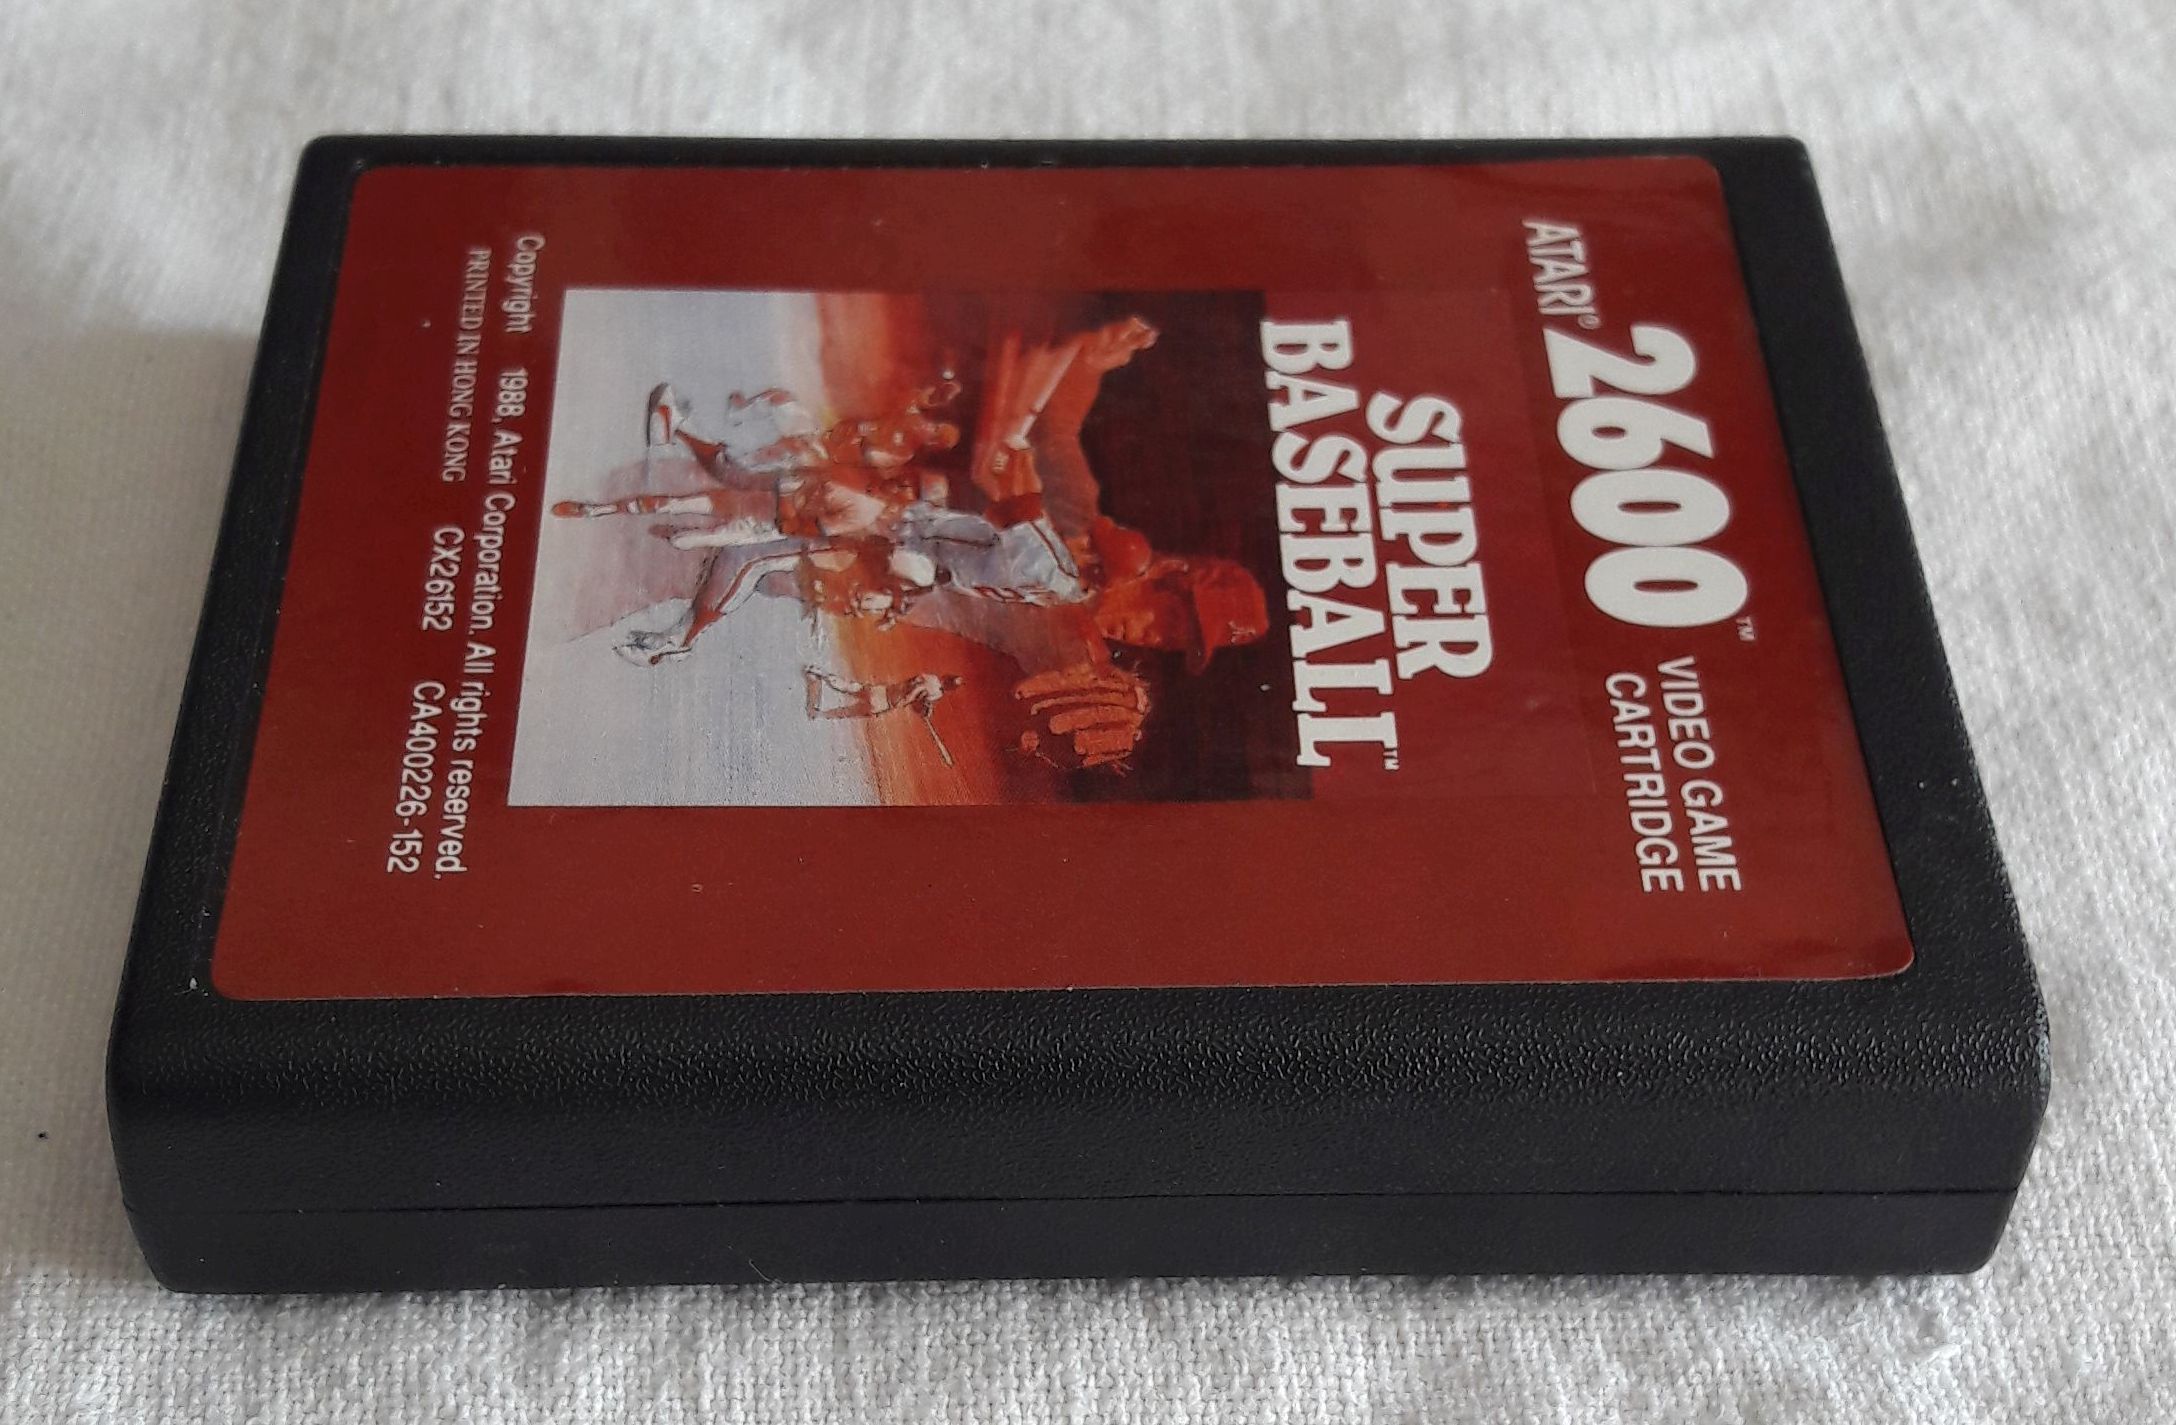 ATARI® 2600™ VIDEO GAME
CARTRIDGE
SUPER
BASEBALL™
Copyright 1988, Atari Corporation. All rights reserved.
PRINTED IN HONG KONG CX26152 CA400226-152